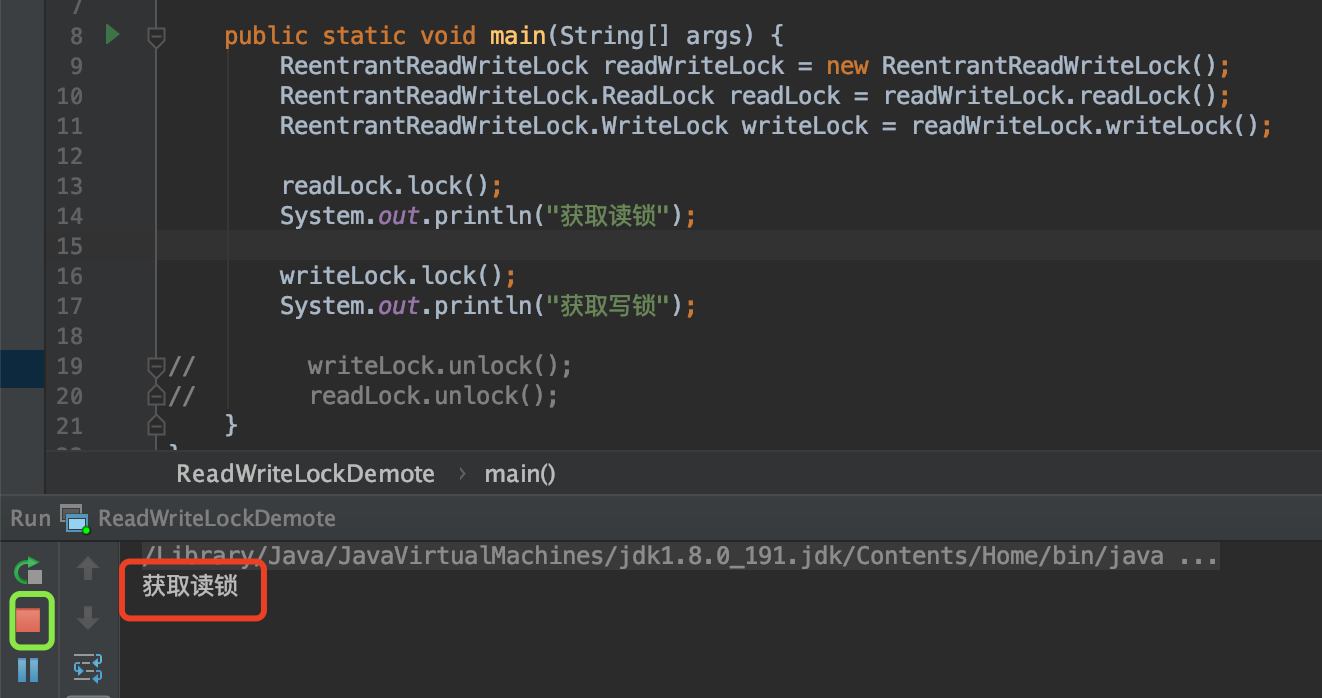 7
8 public static void main(String[] args) {
9 ReentrantReadWriteLock readWriteLock = new ReentrantReadWriteLock();
10 ReentrantReadWriteLock.ReadLock readLock = readWriteLock.readLock();
11 ReentrantReadWriteLock.WriteLock writeLock = readWriteLock.writeLock();
12
13 readLock.lock();
14 System.out.println("获取读锁");
15
16 writeLock.lock();
17 System.out.println("获取写锁");
18
19 // writeLock.unlock();
20 // readLock.unlock();
21 }
ReadWriteLockDemote › main()
Run ReadWriteLockDemote
/Library/Java/JavaVirtualMachines/jdk1.8.0_191.jdk/Contents/Home/bin/java ...
获取读锁